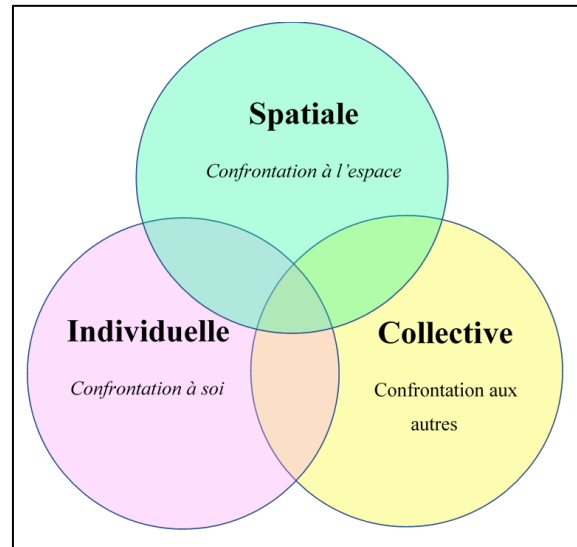 Spatiale
Confrontation à l’espace
Individuelle
Confrontation à soi
Collective
Confrontation aux
autres